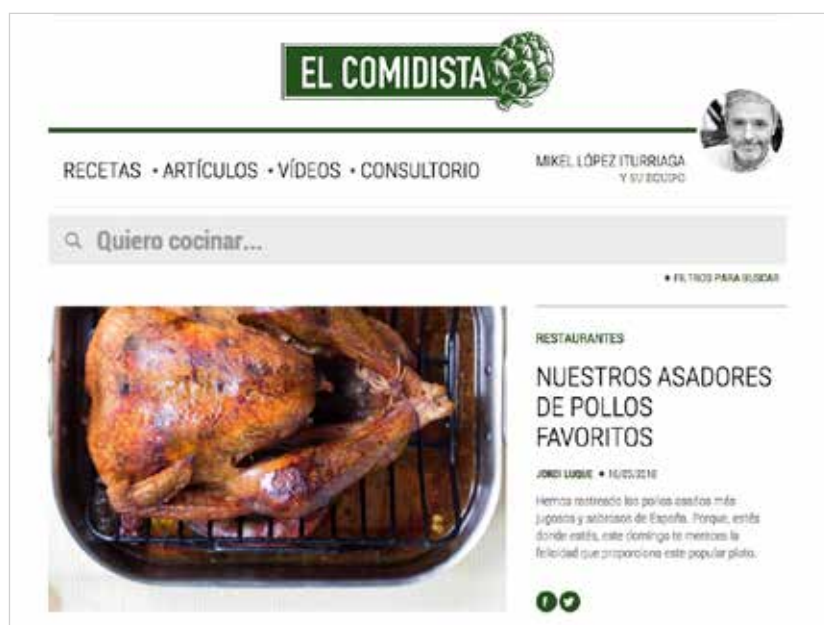 EL COMIDISTA
RECETAS • ARTÍCULOS • VÍDEOS • CONSULTORIO
MIKEL LÓPEZ ITURRIAGA
Y SU EQUIPO
Quiero cocinar...
• FILTROS PARA BUSCAR
RESTAURANTES
NUESTROS ASADORES
DE POLLOS
FAVORITOS
JORDI LUQUE •
Hemos rastreado los pollos asados más
jugosos y sabrosos de España. Porque, estés
donde estés, este domingo te mereces la
felicidad que proporciona este popular plato.